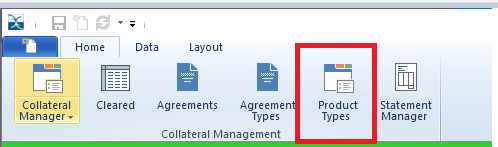 Home Data Layout
Collateral Manager Cleared Agreements Agreement Types Product Types Statement Manager
Collateral Management